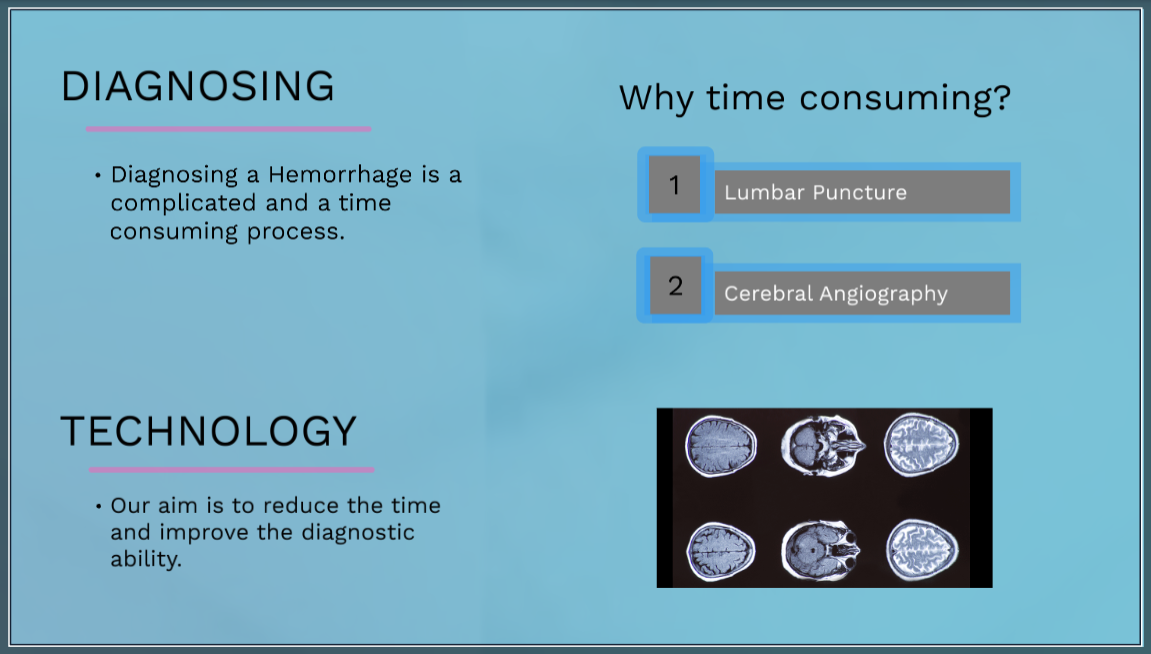 DIAGNOSING
• Diagnosing a Hemorrhage is a
complicated and a time
consuming process.
Why time consuming?
1
Lumbar Puncture
2
Cerebral Angiography
TECHNOLOGY
• Our aim is to reduce the time
and improve the diagnostic
ability.